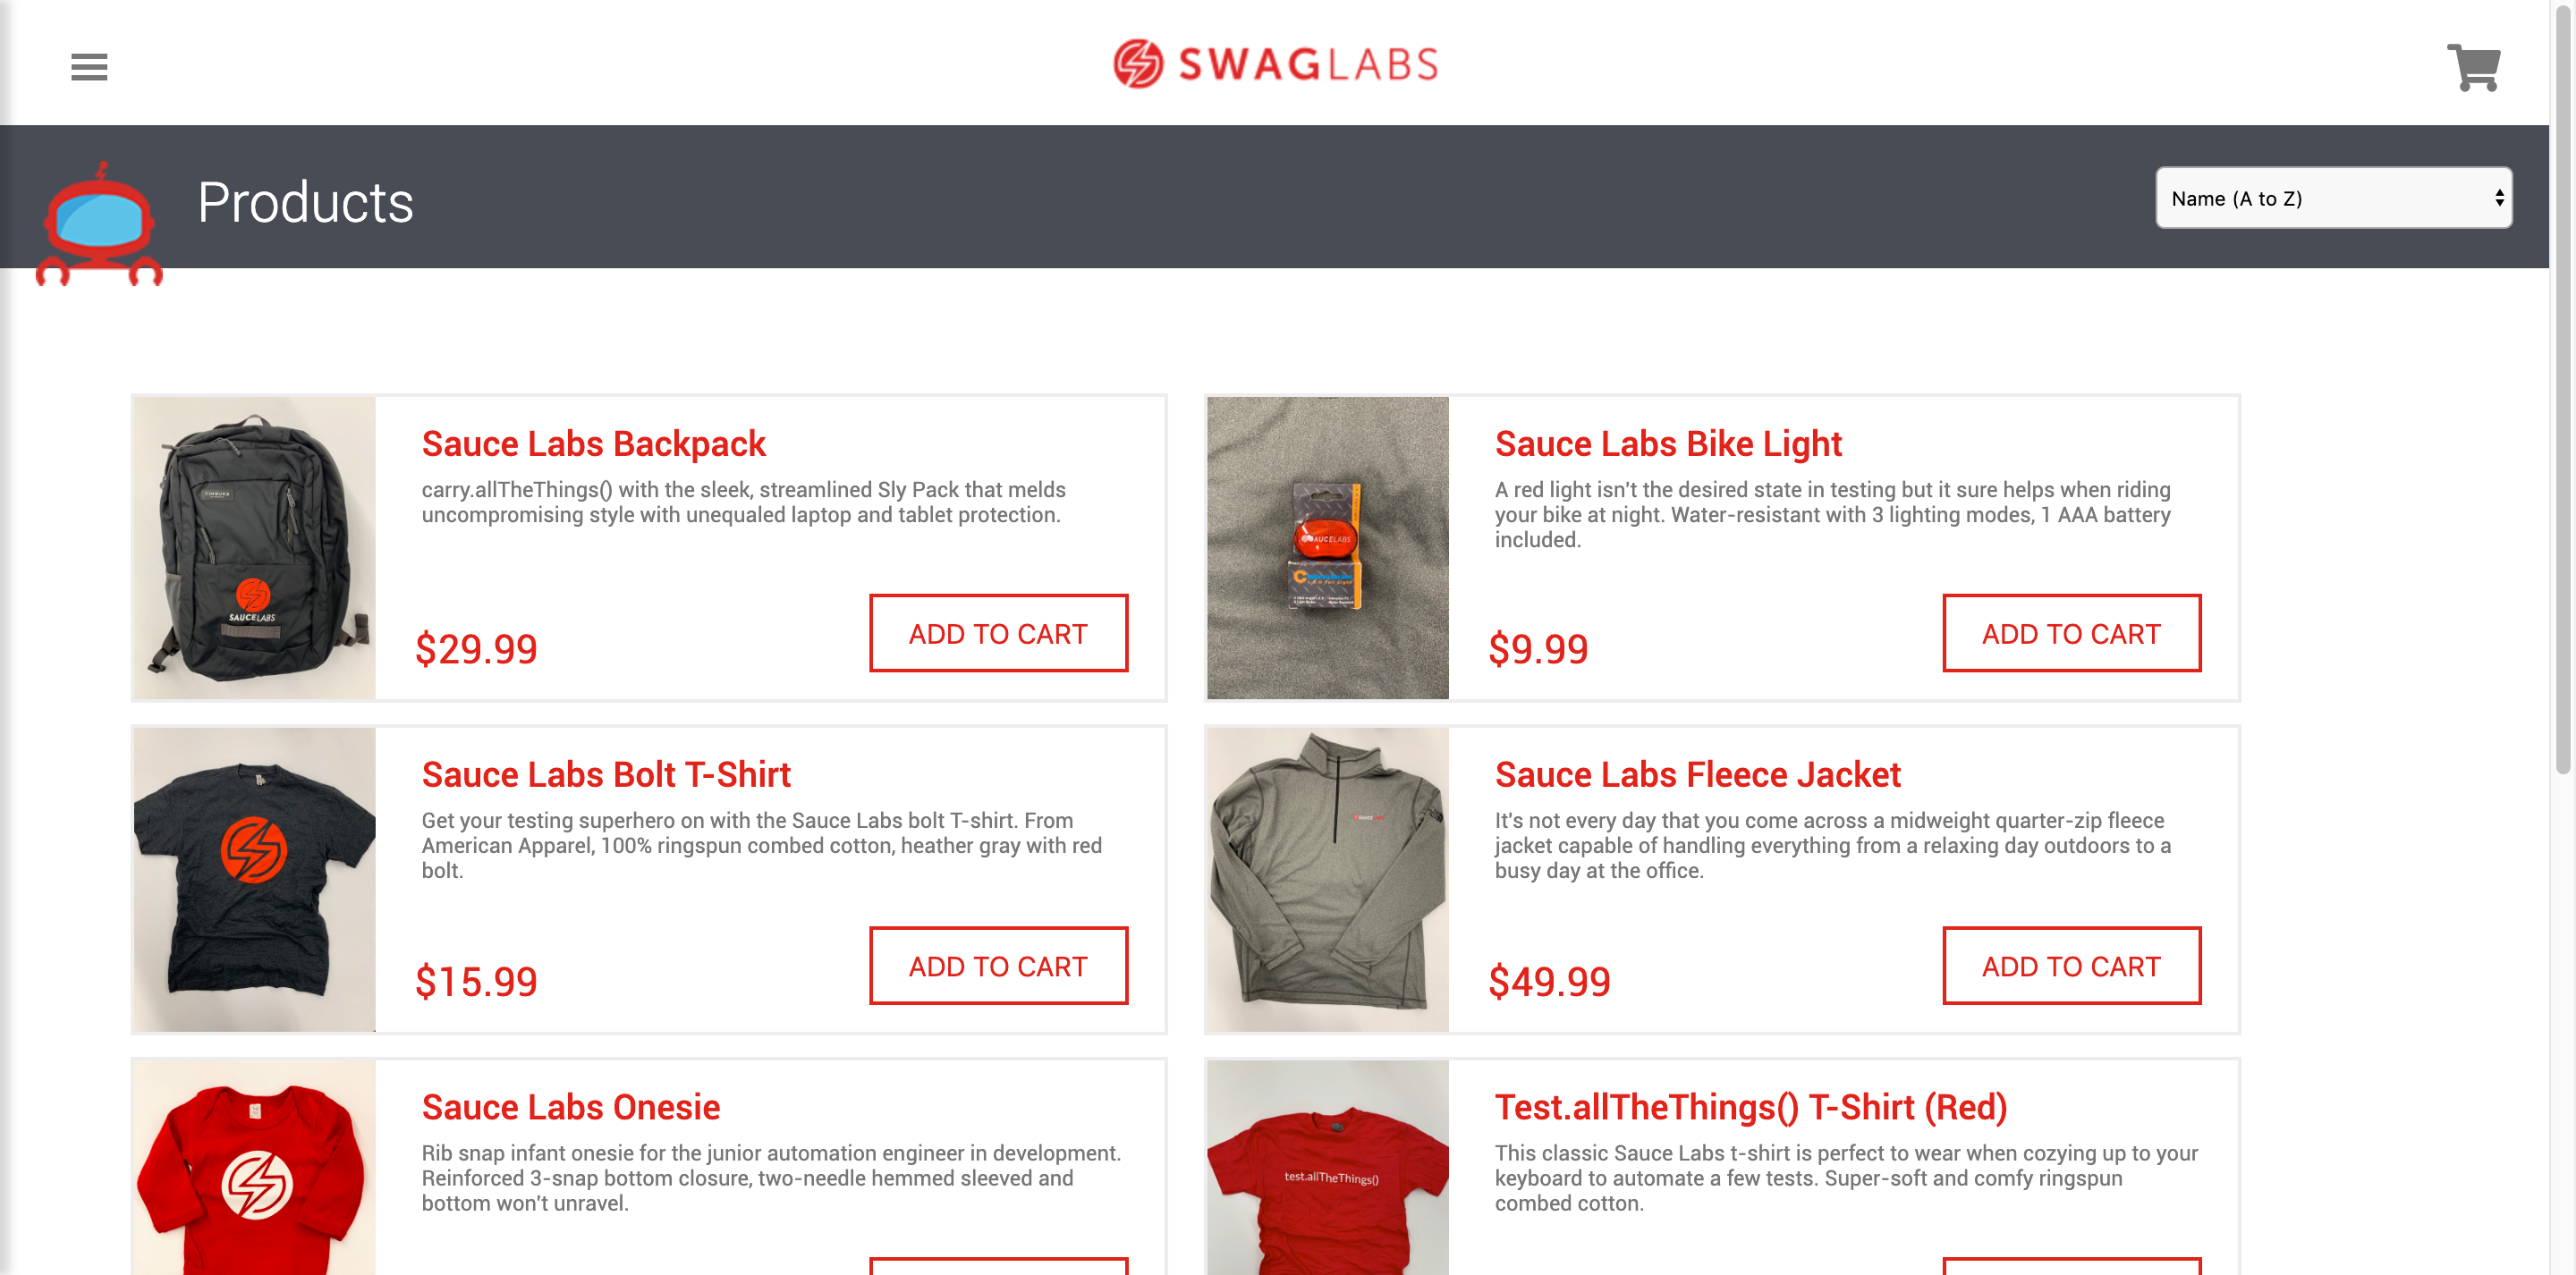 SWAGLABS
Products
Name (A to Z)
Sauce Labs Backpack
carry.allTheThings() with the sleek, streamlined Sly Pack that melds
uncompromising style with unequaled laptop and tablet protection.
$29.99
ADD TO CART
SAUCELABS
Sauce Labs Bike Light
A red light isn't the desired state in testing but it sure helps when riding
your bike at night. Water-resistant with 3 lighting modes, 1 AAA battery
included.
$9.99
ADD TO CART
SAUCELABS
Sauce Labs Bolt T-Shirt
Get your testing superhero on with the Sauce Labs bolt T-shirt. From
American Apparel, 100% ringspun combed cotton, heather gray with red
bolt.
$15.99
ADD TO CART
Sauce Labs Fleece Jacket
It's not every day that you come across a midweight quarter-zip fleece
jacket capable of handling everything from a relaxing day outdoors to a
busy day at the office.
$49.99
ADD TO CART
Sauce Labs Onesie
Rib snap infant onesie for the junior automation engineer in development.
Reinforced 3-snap bottom closure, two-needle hemmed sleeved and
bottom won't unravel.
Test.allTheThings() T-Shirt (Red)
This classic Sauce Labs t-shirt is perfect to wear when cozying up to your
keyboard to automate a few tests. Super-soft and comfy ringspun
combed cotton.
test.allTheThings()